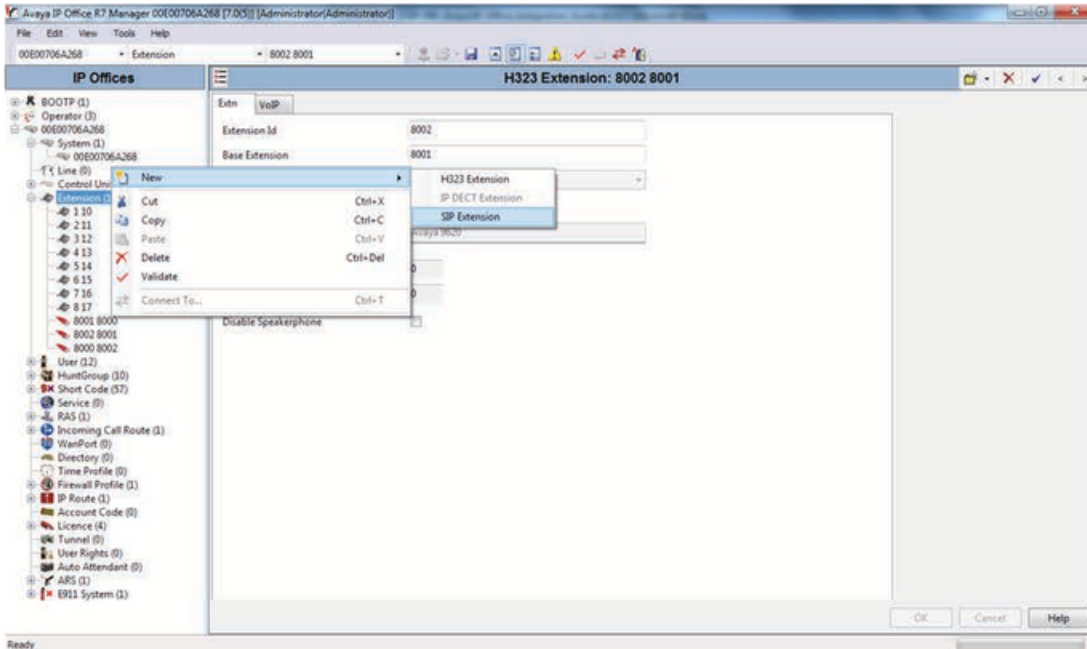 Avaya IP Office R7 Manager 00E00706A268 [7.0(5)] [Administrator(Administrator)]
File Edit View Tools Help
00E00706A268 Extension 8002 8001
IP Offices
H323 Extension: 8002 8001
BOOTP (1)
Operator (3)
00E00706A268
System (1)
00E00706A268
Line (0)
Control Uni
Extension (1
1 10
2 11
3 12
4 13
5 14
6 15
7 16
8 17
8001 8000
8002 8001
8000 8002
User (12)
HuntGroup (10)
Short Code (57)
Service (0)
RAS (1)
Incoming Call Route (1)
WanPort (0)
Directory (0)
Time Profile (0)
Firewall Profile (1)
IP Route (1)
Account Code (0)
Licence (4)
Tunnel (0)
User Rights (0)
Auto Attendant (0)
ARS (1)
E911 System (1)
New
Cut Ctrl+X
Copy Ctrl+C
Paste Ctrl+V
Delete Ctrl+Del
Validate
Connect To... Ctrl+T
H323 Extension
IP DECT Extension
SIP Extension
Extn VoIP
Extension Id 8002
Base Extension 8001
Avaya 9620
0
0
Disable Speakerphone
OK Cancel Help
Ready